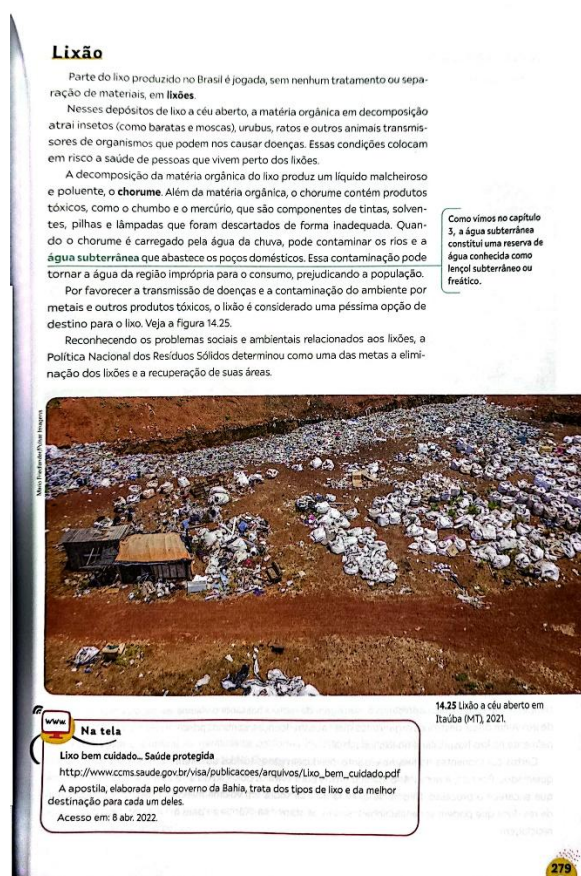 Lixão
Parte do lixo produzido no Brasil é jogada, sem nenhum tratamento ou sepa-
ração de materiais, em lixões.
Nesses depósitos de lixo a céu aberto, a matéria orgânica em decomposição
atrai insetos (como baratas e moscas), urubus, ratos e outros animais transmis-
sores de organismos que podem nos causar doenças. Essas condições colocam
em risco a saúde de pessoas que vivem perto dos lixões.
A decomposição da matéria orgânica do lixo produz um líquido malcheiroso
e poluente, o chorume. Além da matéria orgânica, o chorume contém produtos
tóxicos, como o chumbo e o mercúrio, que são componentes de tintas, solven-
tes, pilhas e lâmpadas que foram descartados de forma inadequada. Quan-
do o chorume é carregado pela água da chuva, pode contaminar os rios e a
água subterrânea que abastece os poços domésticos. Essa contaminação pode
tornar a água da região imprópria para o consumo, prejudicando a população.
Por favorecer a transmissão de doenças e a contaminação do ambiente por
metais e outros produtos tóxicos, o lixão é considerado uma péssima opção de
destino para o lixo. Veja a figura 14.25.
Reconhecendo os problemas sociais e ambientais relacionados aos lixões, a
Política Nacional dos Resíduos Sólidos determinou como uma das metas a elimi-
nação dos lixões e a recuperação de suas áreas.
Como vimos no capítulo
3, a água subterrânea
constitui uma reserva de
água conhecida como
lençol subterrâneo ou
freático.
Mario Friedlander/Pulsar Imagens
14.25 Lixão a céu aberto em
Itaúba (MT), 2021.
www.
Na tela
Lixo bem cuidado... Saúde protegida
http://www.ccms.saude.gov.br/visa/publicacoes/arquivos/Lixo_bem_cuidado.pdf
A apostila, elaborada pelo governo da Bahia, trata dos tipos de lixo e da melhor
destinação para cada um deles.
Acesso em: 8 abr. 2022.
279